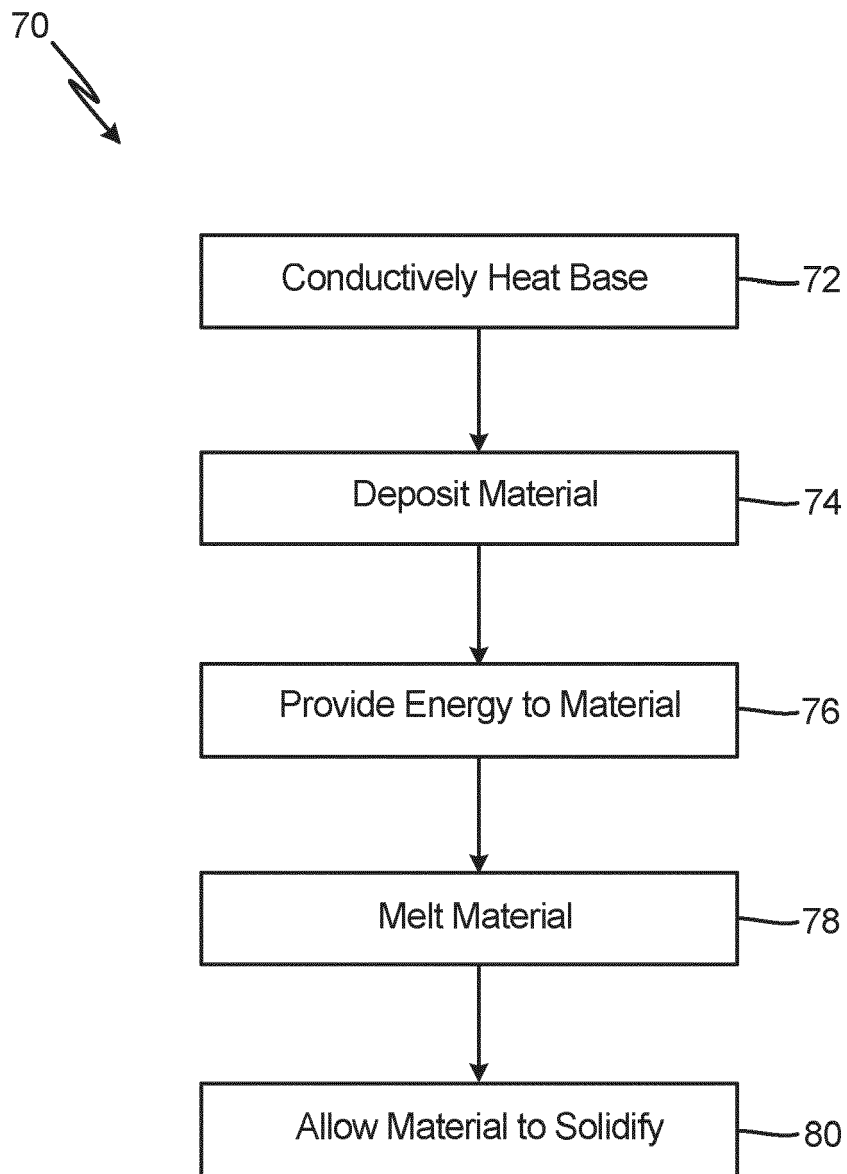 70
Conductively Heat Base
72
Deposit Material
74
Provide Energy to Material
76
Melt Material
78
Allow Material to Solidify
80